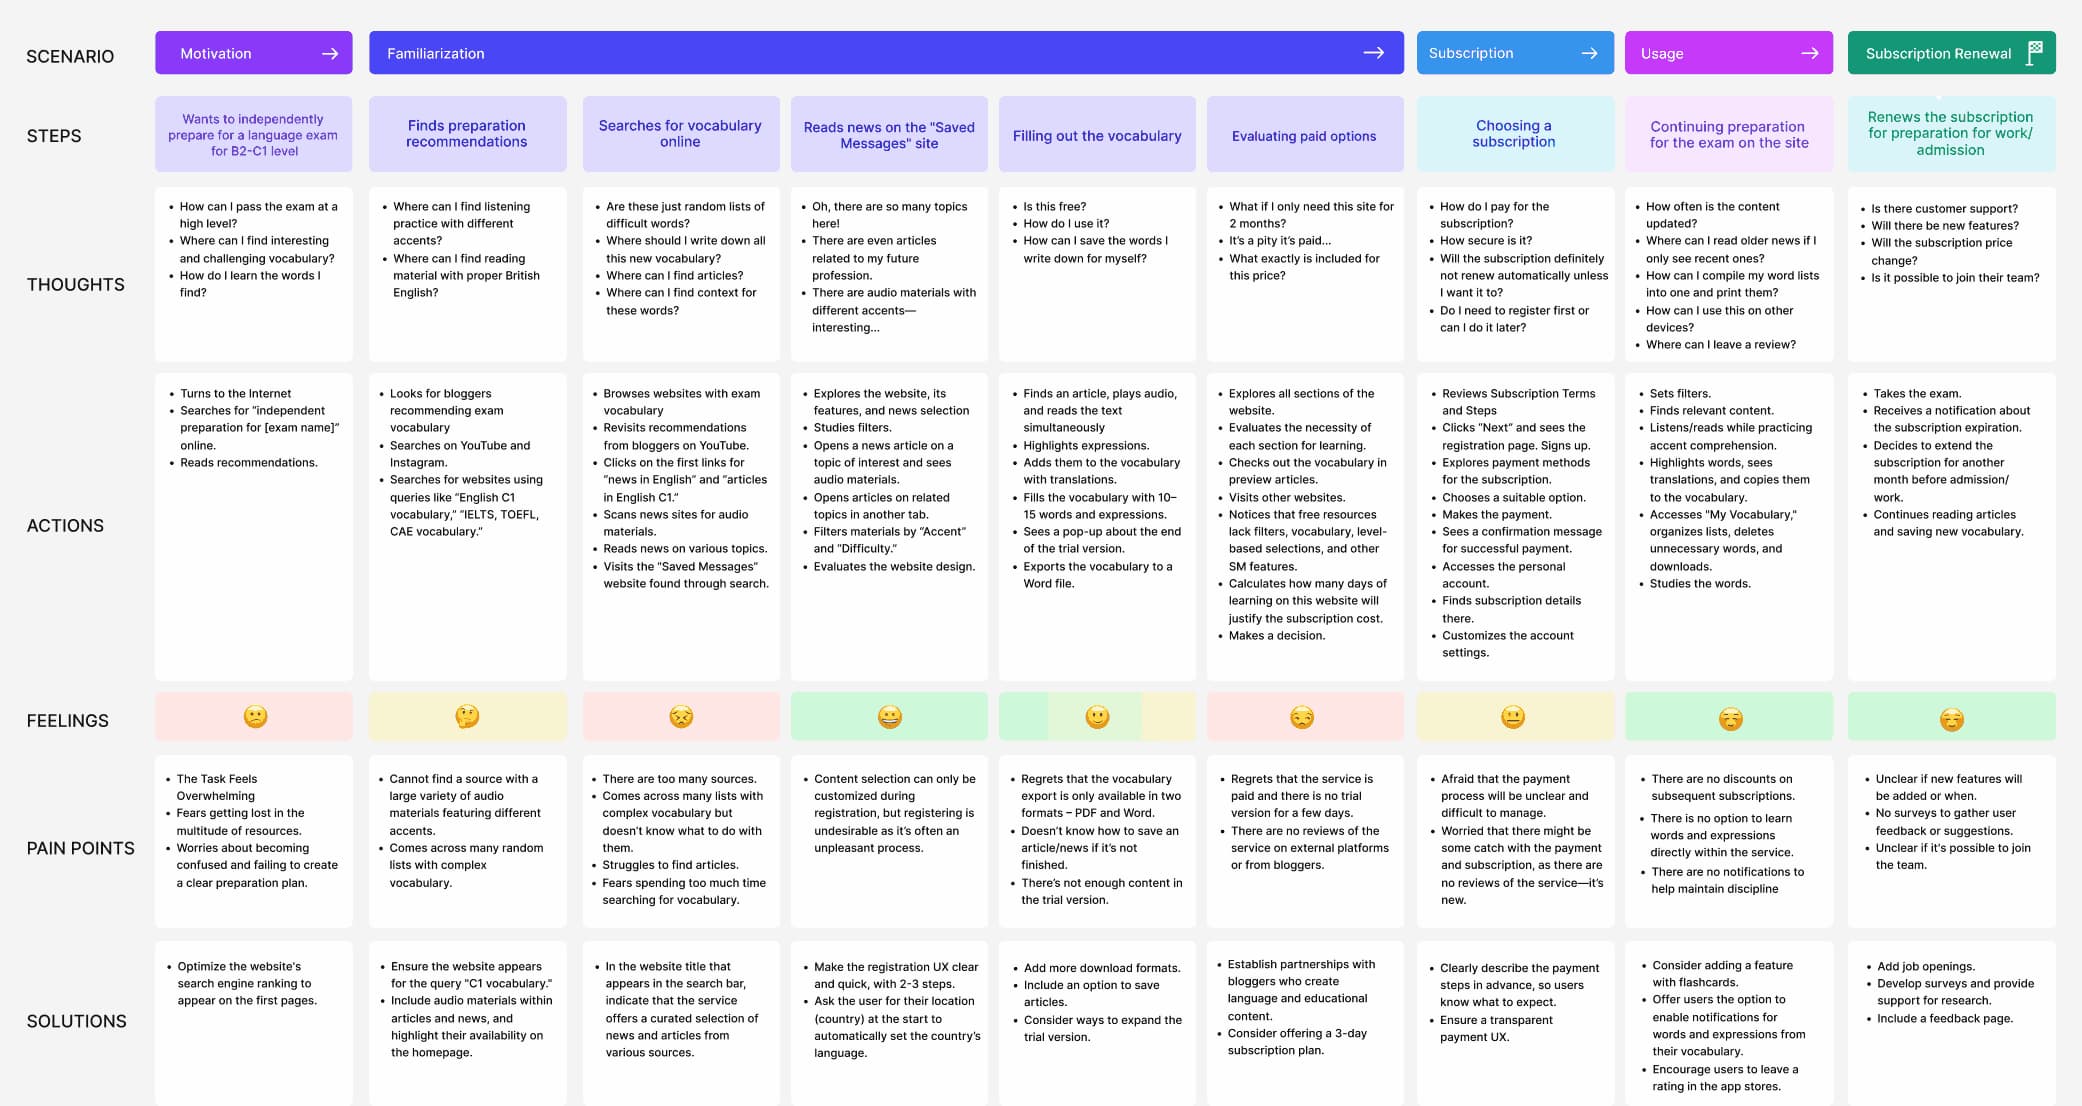 SCENARIO
Motivation
Familiarization
Subscription
Usage
Subscription Renewal
STEPS
Wants to independently
prepare for a language exam
for B2-C1 level
Finds preparation
recommendations
Searches for vocabulary
online
Reads news on the "Saved
Messages" site
Filling out the vocabulary
Evaluating paid options
Choosing a
subscription
Continuing preparation
for the exam on the site
Renews the subscription
for preparation for work/
admission
THOUGHTS
• How can I pass the exam at a
high level?
• Where can I find interesting
and challenging vocabulary?
• How do I learn the words I
find?
• Where can I find listening
practice with different
accents?
• Where can I find reading
material with proper British
English?
• Are these just random lists of
difficult words?
• Where should I write down all
this new vocabulary?
• Where can I find articles?
• Where can I find context for
these words?
• Oh, there are so many topics
here!
• There are even articles
related to my future
profession.
• There are audio materials with
different accents—
interesting...
• Is this free?
• How do I use it?
• How can I save the words I
write down for myself?
• What if I only need this site for
2 months?
• It's a pity it's paid...
• What exactly is included for
this price?
• How do I pay for the
subscription?
• How secure is it?
• Will the subscription definitely
not renew automatically unless
I want it to?
• Do I need to register first or
can I do it later?
• How often is the content
updated?
• Where can I read older news if I
only see recent ones?
• How can I compile my word lists
into one and print them?
• How can I use this on other
devices?
• Where can I leave a review?
• Is there customer support?
• Will there be new features?
• Will the subscription price
change?
• Is it possible to join their team?
ACTIONS
• Turns to the Internet
• Searches for “independent
preparation for [exam name]”
online.
• Reads recommendations.
• Looks for bloggers
recommending exam
vocabulary
• Searches on YouTube and
Instagram.
• Searches for websites using
queries like “English C1
vocabulary,” “IELTS, TOEFL,
CAE vocabulary.”
• Browses websites with exam
vocabulary
• Revisits recommendations
from bloggers on YouTube.
• Clicks on the first links for
“news in English” and “articles
in English C1.”
• Scans news sites for audio
materials.
• Reads news on various topics.
• Visits the “Saved Messages”
website found through search.
• Explores the website, its
features, and news selection
• Studies filters.
• Opens a news article on a
topic of interest and sees
audio materials.
• Opens articles on related
topics in another tab.
• Filters materials by “Accent”
and “Difficulty.”
• Evaluates the website design.
• Finds an article, plays audio,
and reads the text
simultaneously
• Highlights expressions.
• Adds them to the vocabulary
with translations.
• Fills the vocabulary with 10–
15 words and expressions.
• Sees a pop-up about the end
of the trial version.
• Exports the vocabulary to a
Word file.
• Explores all sections of the
website.
• Evaluates the necessity of
each section for learning.
• Checks out the vocabulary in
preview articles.
• Visits other websites.
• Notices that free resources
lack filters, vocabulary, level-
based selections, and other
SM features.
• Calculates how many days of
learning on this website will
justify the subscription cost.
• Makes a decision.
• Reviews Subscription Terms
and Steps
• Clicks “Next” and sees the
registration page. Signs up.
• Explores payment methods
for the subscription.
• Chooses a suitable option.
• Makes the payment.
• Sees a confirmation message
for successful payment.
• Accesses the personal
account.
• Finds subscription details
there.
• Customizes the account
settings.
• Sets filters.
• Finds relevant content.
• Listens/reads while practicing
accent comprehension.
• Highlights words, sees
translations, and copies them
to the vocabulary.
• Accesses "My Vocabulary,"
organizes lists, deletes
unnecessary words, and
downloads.
• Studies the words.
• Takes the exam.
• Receives a notification about
the subscription expiration.
• Decides to extend the
subscription for another
month before admission/
work.
• Continues reading articles
and saving new vocabulary.
FEELINGS
PAIN POINTS
• The Task Feels
Overwhelming
• Fears getting lost in the
multitude of resources.
• Worries about becoming
confused and failing to create
a clear preparation plan.
• Cannot find a source with a
large variety of audio
materials featuring different
accents.
• Comes across many random
lists with complex
vocabulary.
• There are too many sources.
• Comes across many lists with
complex vocabulary but
doesn't know what to do with
them.
• Struggles to find articles.
• Fears spending too much time
searching for vocabulary.
• Content selection can only be
customized during
registration, but registering is
undesirable as it's often an
unpleasant process.
• Regrets that the vocabulary
export is only available in two
formats – PDF and Word.
• Doesn't know how to save an
article/news if it's not
finished.
• There's not enough content in
the trial version.
• Regrets that the service is
paid and there is no trial
version for a few days.
• There are no reviews of the
service on external platforms
or from bloggers.
• Afraid that the payment
process will be unclear and
difficult to manage.
• Worried that there might be
some catch with the payment
and subscription, as there are
no reviews of the service—it's
new.
• There are no discounts on
subsequent subscriptions.
• There is no option to learn
words and expressions
directly within the service.
• There are no notifications to
help maintain discipline
• Unclear if new features will
be added or when.
• No surveys to gather user
feedback or suggestions.
• Unclear if it's possible to join
the team.
SOLUTIONS
• Optimize the website's
search engine ranking to
appear on the first pages.
• Ensure the website appears
for the query "C1 vocabulary."
• Include audio materials within
articles and news, and
highlight their availability on
the homepage.
• In the website title that
appears in the search bar,
indicate that the service
offers a curated selection of
news and articles from
various sources.
• Make the registration UX clear
and quick, with 2-3 steps.
• Ask the user for their location
(country) at the start to
automatically set the country's
language.
• Add more download formats.
• Include an option to save
articles.
• Consider ways to expand the
trial version.
• Establish partnerships with
bloggers who create
language and educational
content.
• Consider offering a 3-day
subscription plan.
• Clearly describe the payment
steps in advance, so users
know what to expect.
• Ensure a transparent
payment UX.
• Consider adding a feature
with flashcards.
• Offer users the option to
enable notifications for
words and expressions from
their vocabulary.
• Encourage users to leave a
rating in the app stores.
• Add job openings.
• Develop surveys and provide
support for research.
• Include a feedback page.